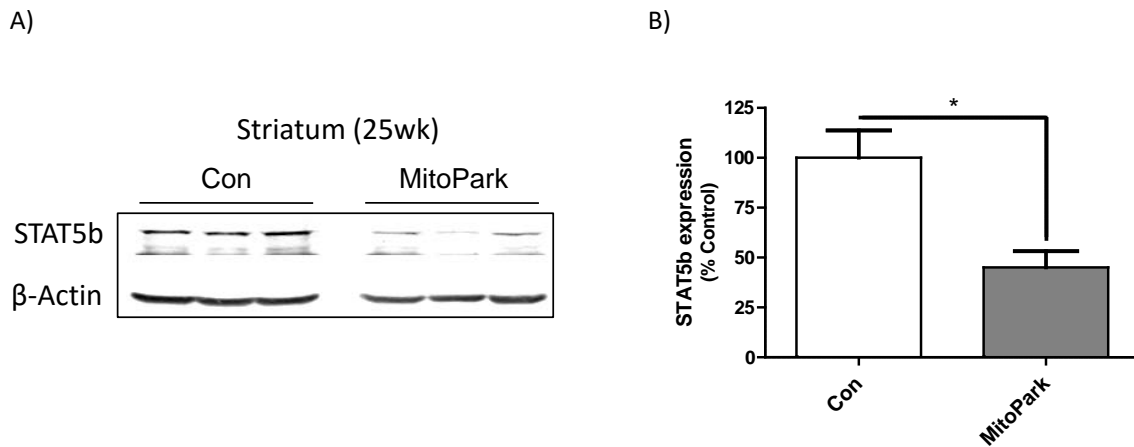 A)
Striatum (25wk)
Con
MitoPark
STAT5b
β-Actin
B)
STAT5b expression
(% Control)
125
100
75
50
25
0
*
Con
MitoPark